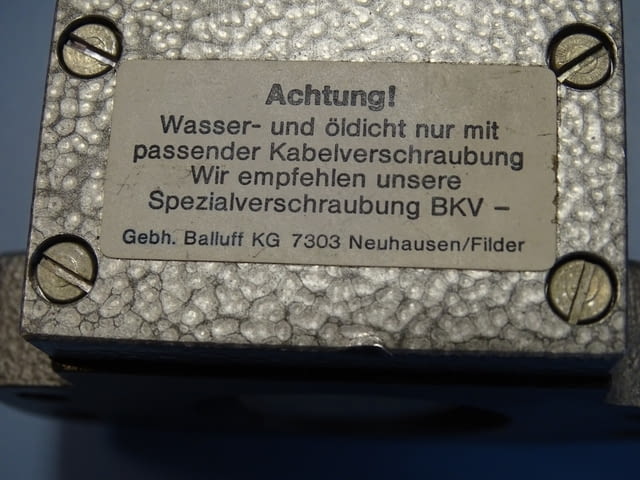 Achtung!
Wasser- und öldicht nur mit
passender Kabelverschraubung
Wir empfehlen unsere
Spezialverschraubung BKV –
Gebh. Balluff KG 7303 Neuhausen/Filder